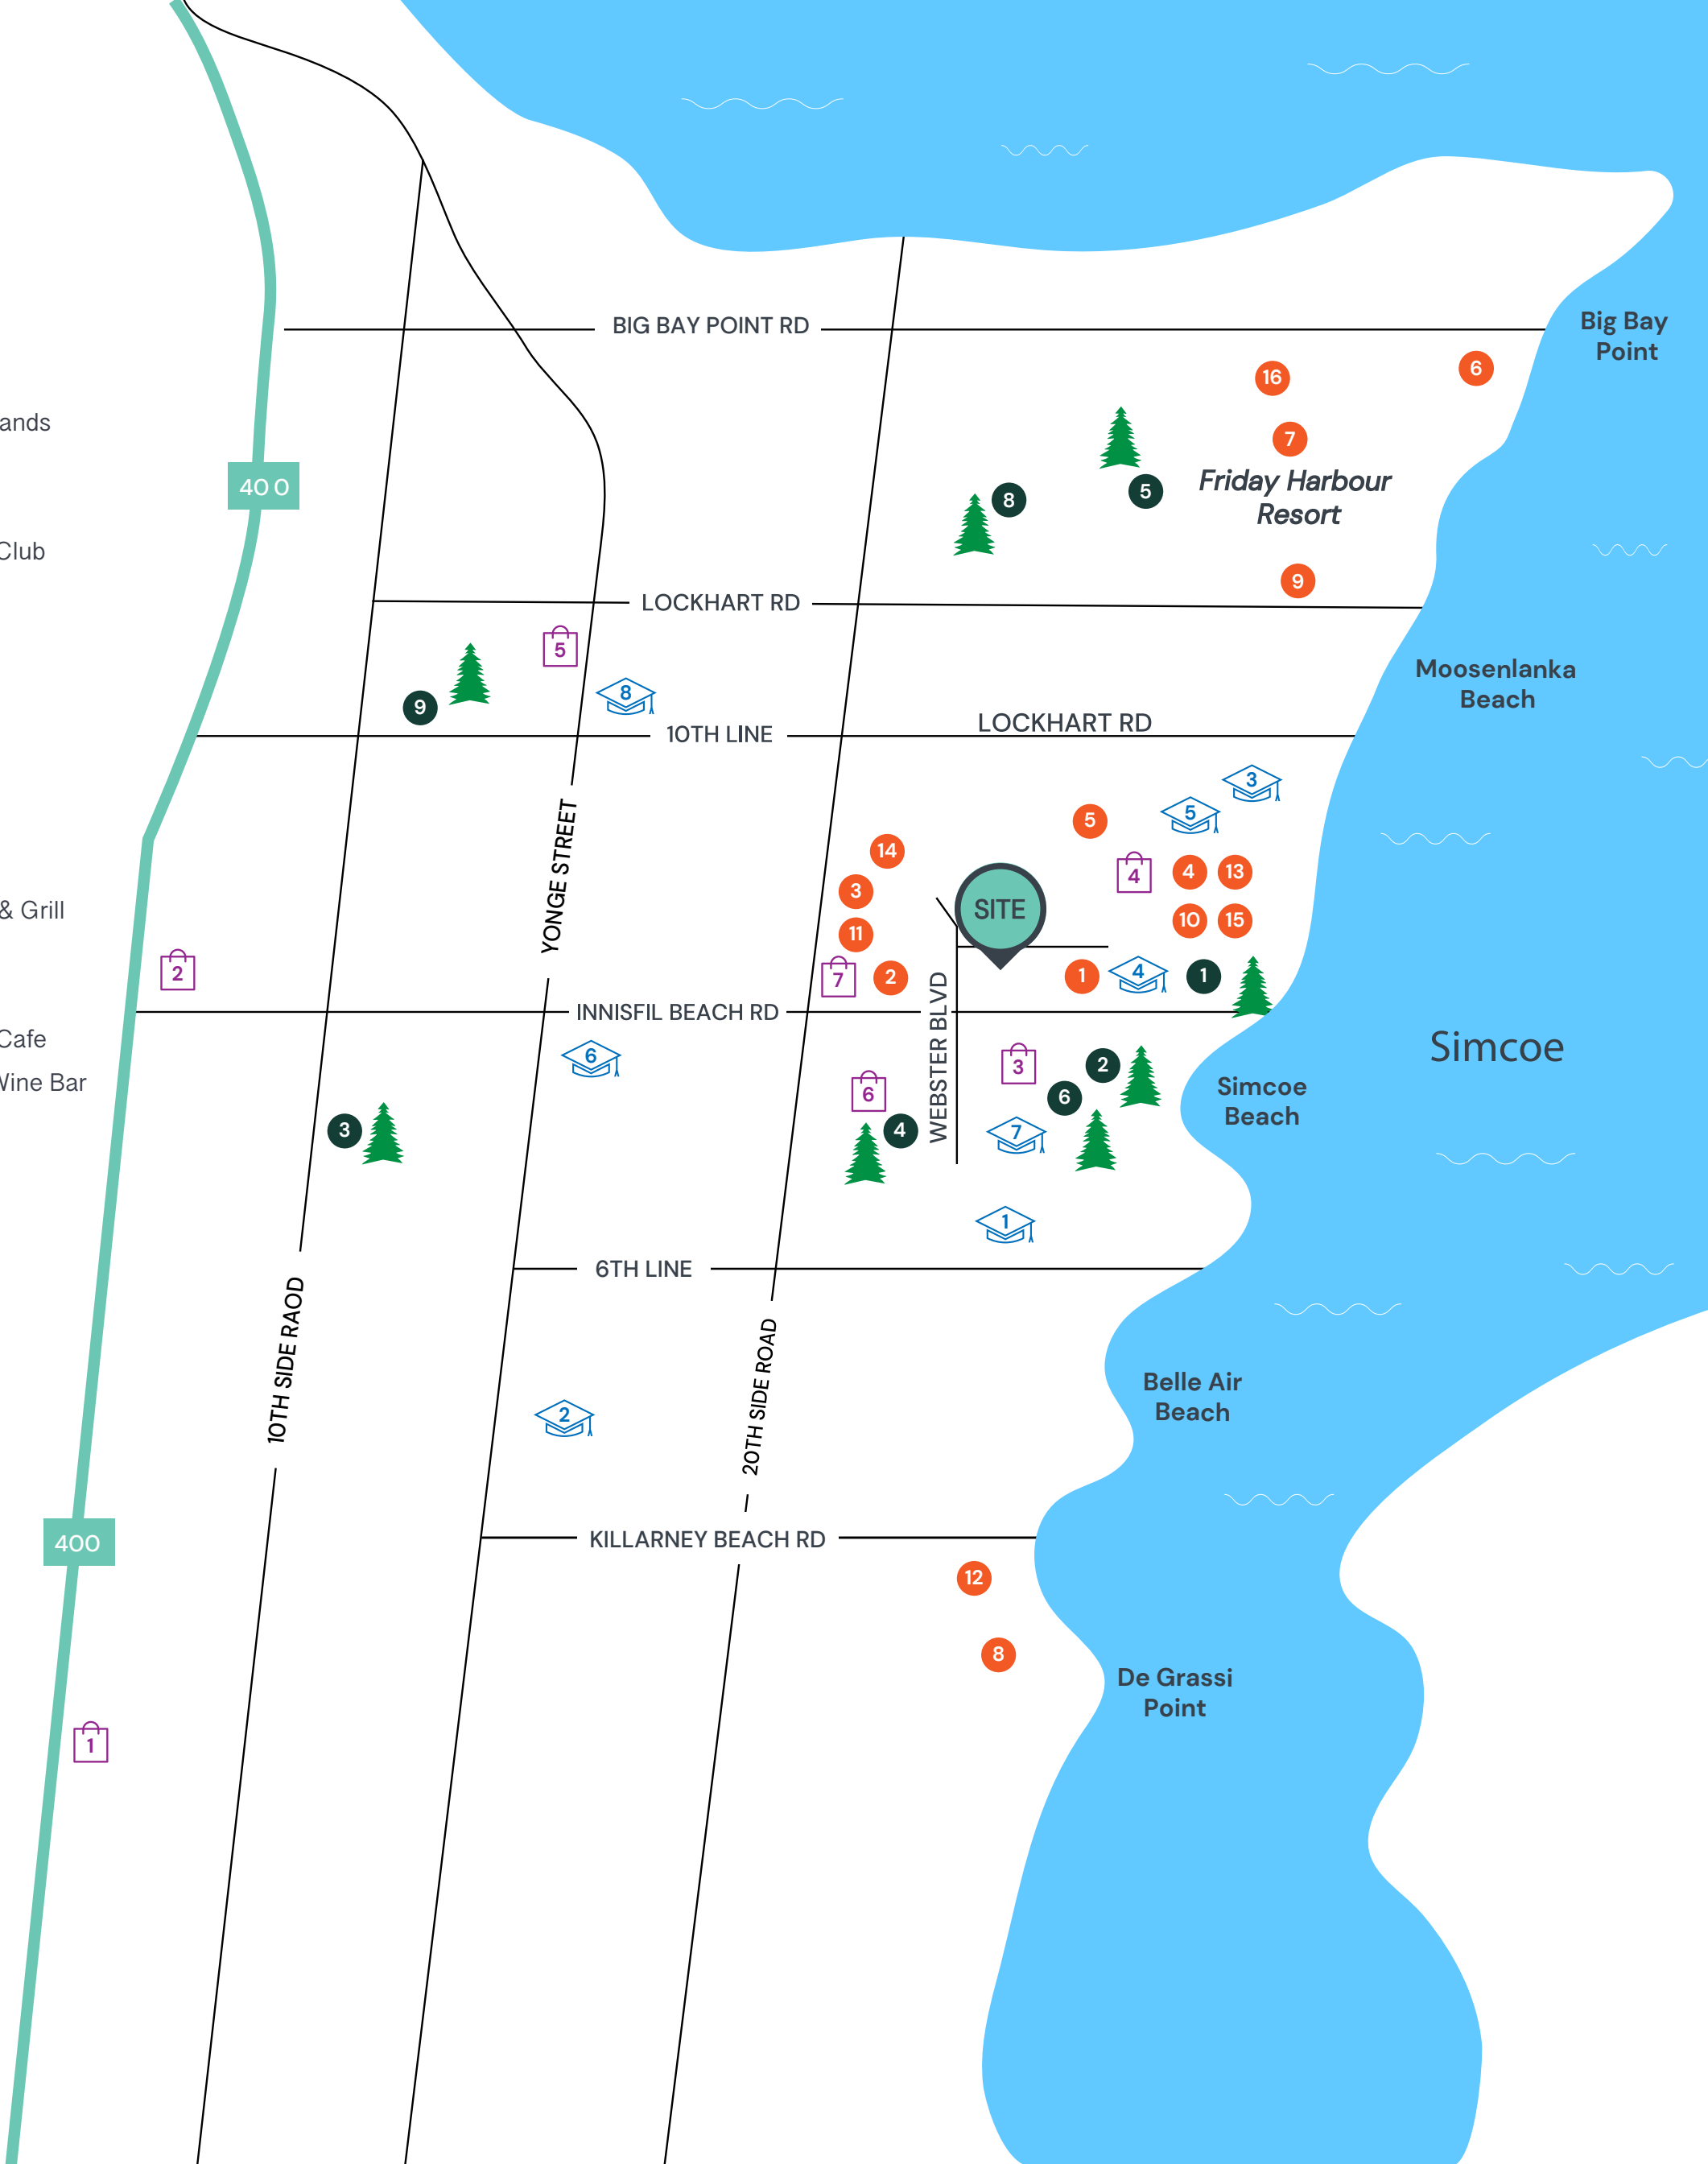 BIG BAY POINT RD
Big Bay
Point
6
16
ands
7
400
Friday Harbour
Resort
5
8
Club
9
LOCKHART RD
5
Moosenlanka
Beach
8
9
LOCKHART RD
10TH LINE
3
5
5
YONGE STREET
14
4
4
13
3
SITE
& Grill
10
15
11
2
7
2
1
4
1
INNISFIL BEACH RD
WEBSTER BLVD
Cafe
Simcoe
6
3
2
Wine Bar
Simcoe
Beach
6
6
3
4
7
1
6TH LINE
10TH SIDE RAOD
20TH SIDE ROAD
Belle Air
Beach
2
KILLARNEY BEACH RD
400
12
8
De Grassi
Point
1